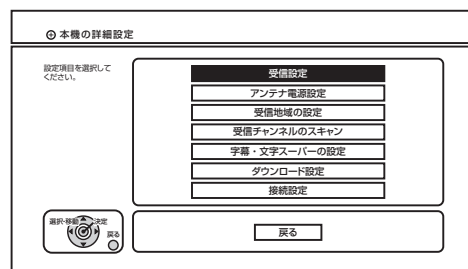 本機の詳細設定
設定項目を選択して
ください。
受信設定
アンテナ電源設定
受信地域の設定
受信チャンネルのスキャン
字幕・文字スーパーの設定
ダウンロード設定
接続設定
選択・移動
決定
戻る
戻る